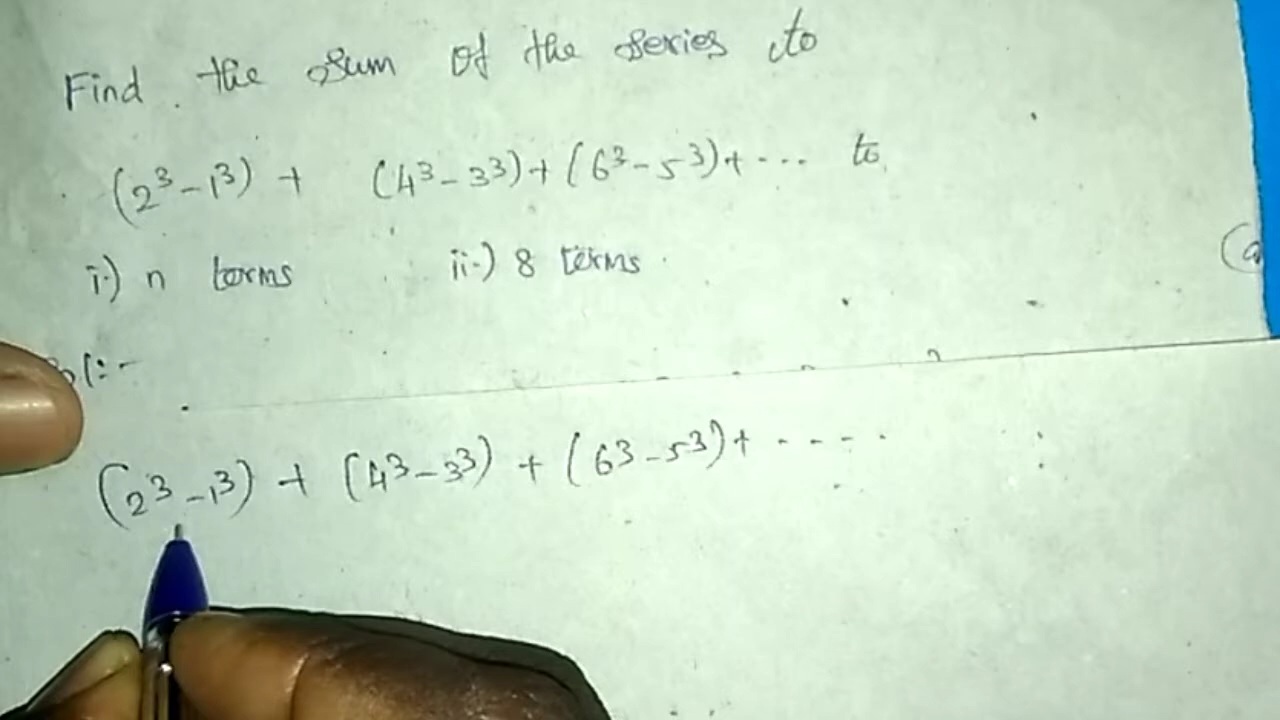 Find the sum of the series to
(2³-1³) + (4³-3³)+(6³-5³)+... to
i.) n terms ii.) 8 terms
(2³-1³) + (4³-3³) + (6³-5³)+ ----